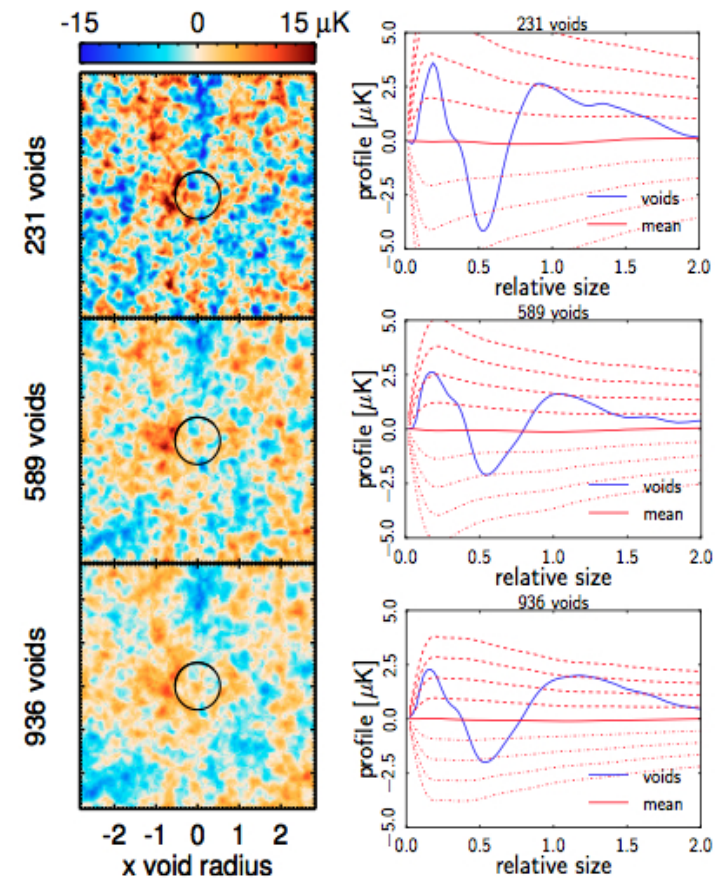 -15 15 μK
231 voids
589 voids
936 voids
-2 -1 0 1 2
x void radius
231 voids
profile [μK]
5.0
2.5
0.0
−2.5
−5.0
voids
mean
0.0 0.5 1.0 1.5 2.0
relative size
589 voids
profile [μK]
5.0
2.5
0.0
−2.5
−5.0
voids
mean
0.0 0.5 1.0 1.5 2.0
relative size
936 voids
profile [μK]
5.0
2.5
0.0
−2.5
−5.0
voids
mean
0.0 0.5 1.0 1.5 2.0
relative size